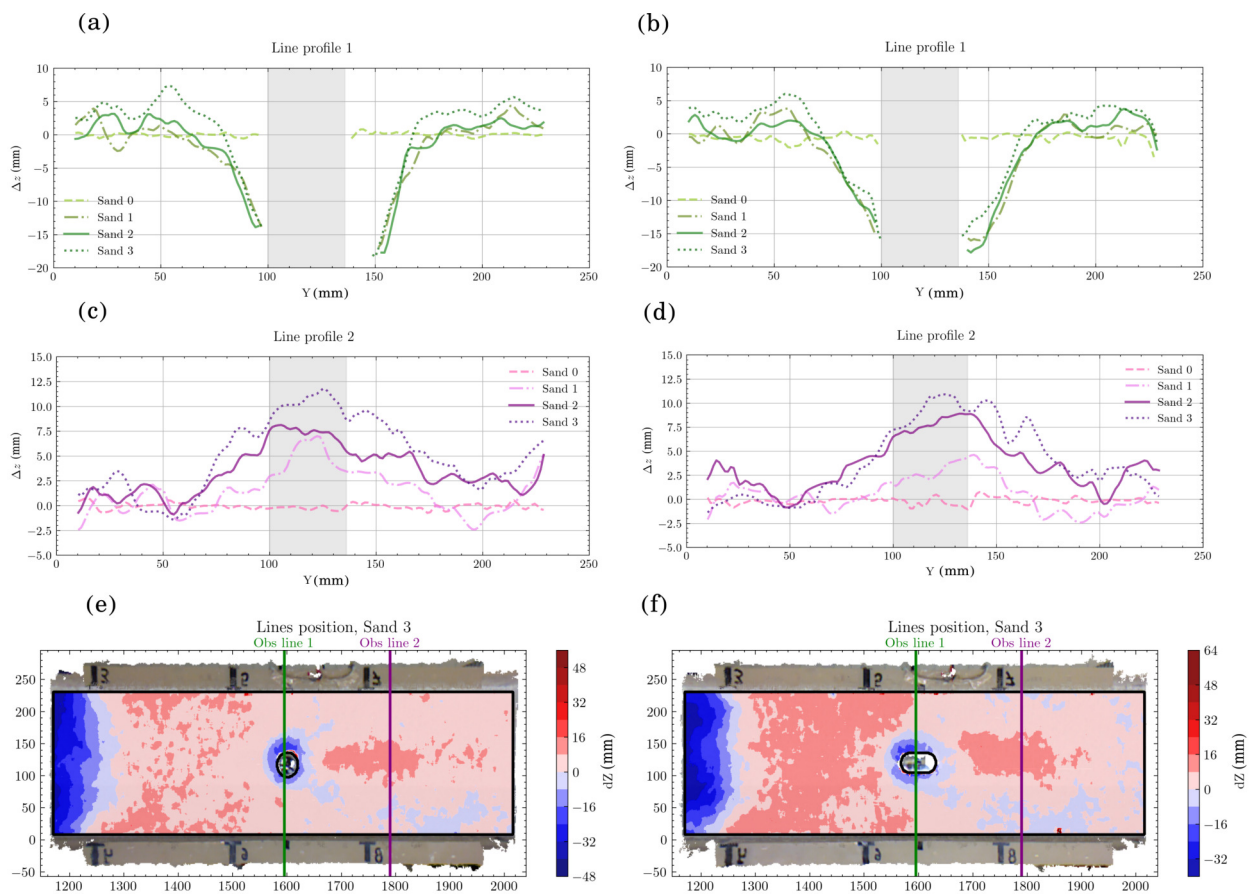 (a)
Line profile 1
10
5
0
−5
−10
−15
−20
Δz (mm)
Sand 0
Sand 1
Sand 2
Sand 3
0 50 100 150 200 250
Y (mm)
(b)
Line profile 1
10
5
0
−5
−10
−15
−20
Δz (mm)
Sand 0
Sand 1
Sand 2
Sand 3
0 50 100 150 200 250
Y (mm)
(c)
Line profile 2
15.0
12.5
10.0
7.5
5.0
2.5
0.0
−2.5
−5.0
Δz (mm)
Sand 0
Sand 1
Sand 2
Sand 3
0 50 100 150 200 250
Y (mm)
(d)
Line profile 2
15.0
12.5
10.0
7.5
5.0
2.5
0.0
−2.5
−5.0
Δz (mm)
Sand 0
Sand 1
Sand 2
Sand 3
0 50 100 150 200 250
Y (mm)
(e)
Lines position, Sand 3
Obs line 1 Obs line 2
250
200
150
100
50
0
−50
1200 1300 1400 1500 1600 1700 1800 1900 2000
48
32
16
0
−16
−32
−48
dZ (mm)
(f)
Lines position, Sand 3
Obs line 1 Obs line 2
250
200
150
100
50
0
−50
1200 1300 1400 1500 1600 1700 1800 1900 2000
64
48
32
16
0
−16
−32
dZ (mm)